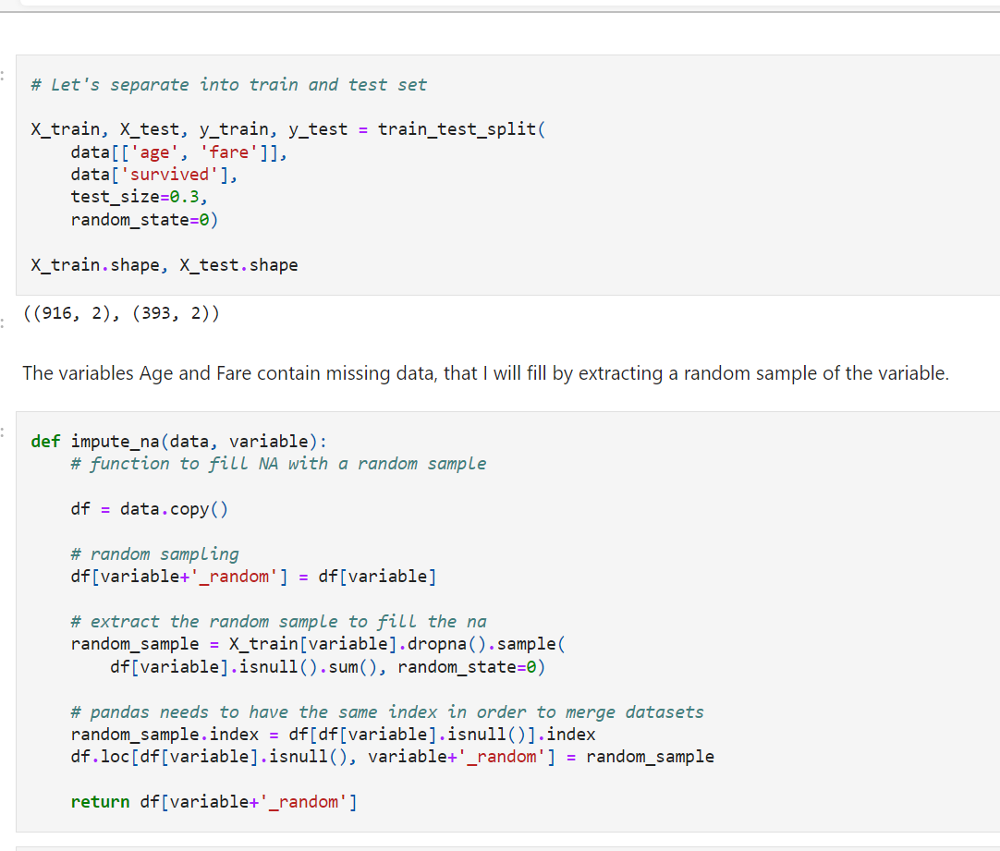 # Let's separate into train and test set
X_train, X_test, y_train, y_test = train_test_split(
    data[['age', 'fare']],
    data['survived'],
    test_size=0.3,
    random_state=0)
X_train.shape, X_test.shape
((916, 2), (393, 2))
The variables Age and Fare contain missing data, that I will fill by extracting a random sample of the variable.
def impute_na(data, variable):
    # function to fill NA with a random sample
    df = data.copy()
    # random sampling
    df[variable+'_random'] = df[variable]
    # extract the random sample to fill the na
    random_sample = X_train[variable].dropna().sample(
        df[variable].isnull().sum(), random_state=0)
    # pandas needs to have the same index in order to merge datasets
    random_sample.index = df[df[variable].isnull()].index
    df.loc[df[variable].isnull(), variable+'_random'] = random_sample
    return df[variable+'_random']